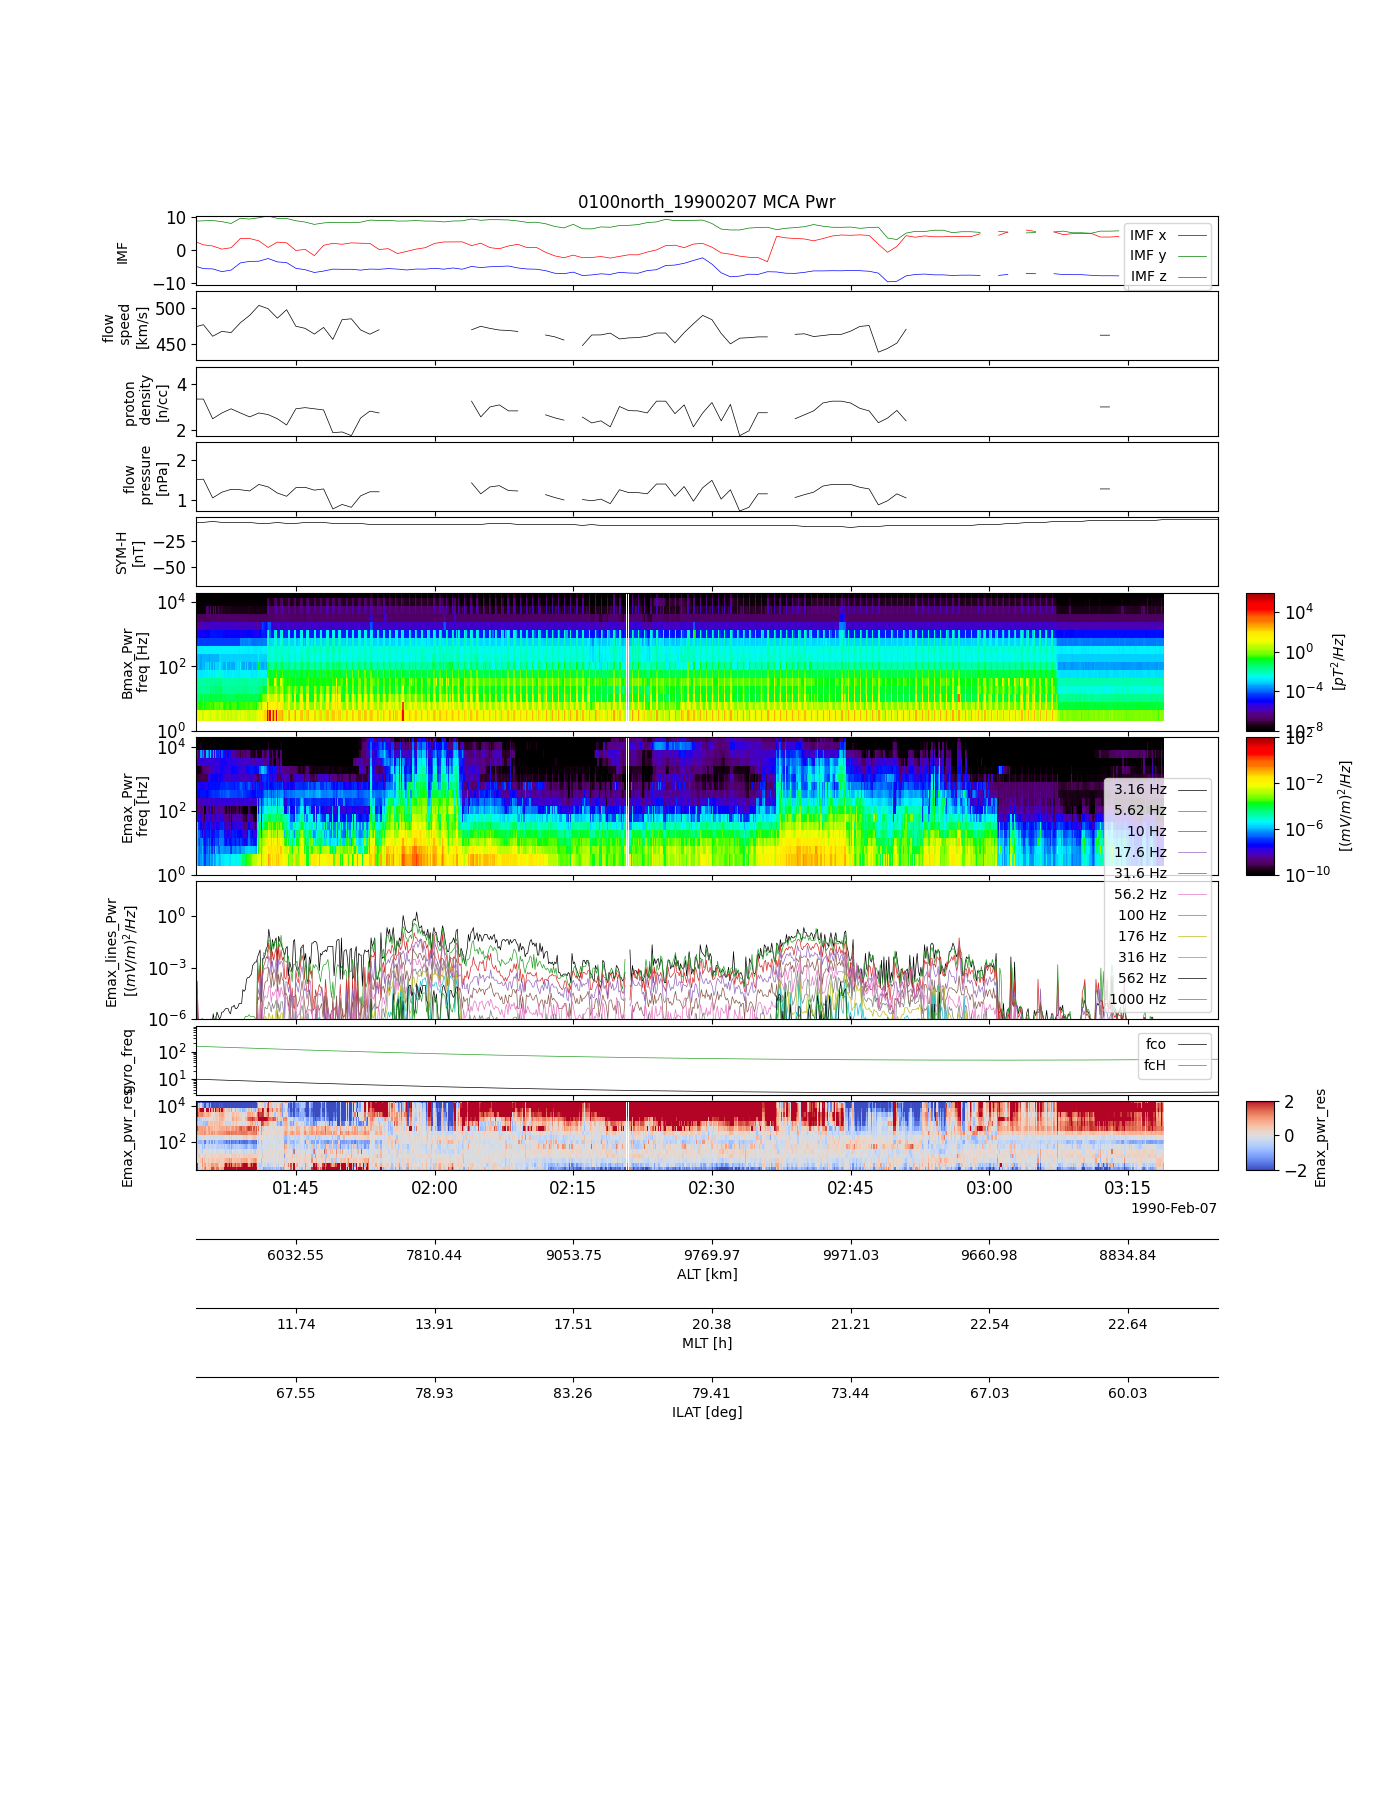 0100north_19900207 MCA Pwr
10
0
−10
IMF
IMF x
IMF y
IMF z
500
450
flow
speed
[km/s]
4
2
proton
density
[n/cc]
2
1
flow
pressure
[nPa]
−25
−50
SYM-H
[nT]
10^4
10^2
10^0
Bmax_Pwr
freq [Hz]
10^4
10^0
10^−4
10^−8
[pT^2/Hz]
10^4
10^2
10^0
Emax_Pwr
freq [Hz]
10^2
10^−2
10^−6
10^−10
[(mV/m)^2/Hz]
3.16 Hz
5.62 Hz
10 Hz
17.6 Hz
31.6 Hz
56.2 Hz
100 Hz
176 Hz
316 Hz
562 Hz
1000 Hz
10^0
10^−3
10^−6
Emax_lines_Pwr
[(mV/m)^2/Hz]
10^2
10^1
gyro_freq
fco
fcH
10^4
10^2
Emax_pwr_res
2
0
−2
Emax_pwr_res
01:45 02:00 02:15 02:30 02:45 03:00 03:15
1990-Feb-07
6032.55 7810.44 9053.75 9769.97 9971.03 9660.98 8834.84
ALT [km]
11.74 13.91 17.51 20.38 21.21 22.54 22.64
MLT [h]
67.55 78.93 83.26 79.41 73.44 67.03 60.03
ILAT [deg]